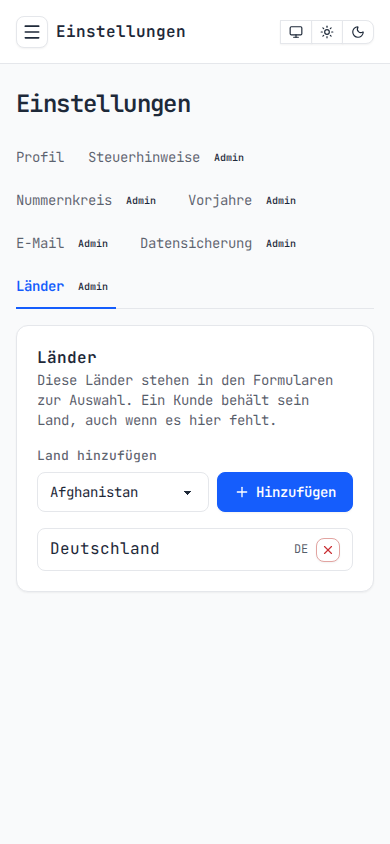 Einstellungen
Einstellungen
Profil Steuerhinweise Admin
Nummernkreis Admin Vorjahre Admin
E-Mail Admin Datensicherung Admin
Länder Admin
Länder
Diese Länder stehen in den Formularen
zur Auswahl. Ein Kunde behält sein
Land, auch wenn es hier fehlt.
Land hinzufügen
Afghanistan + Hinzufügen
Deutschland DE